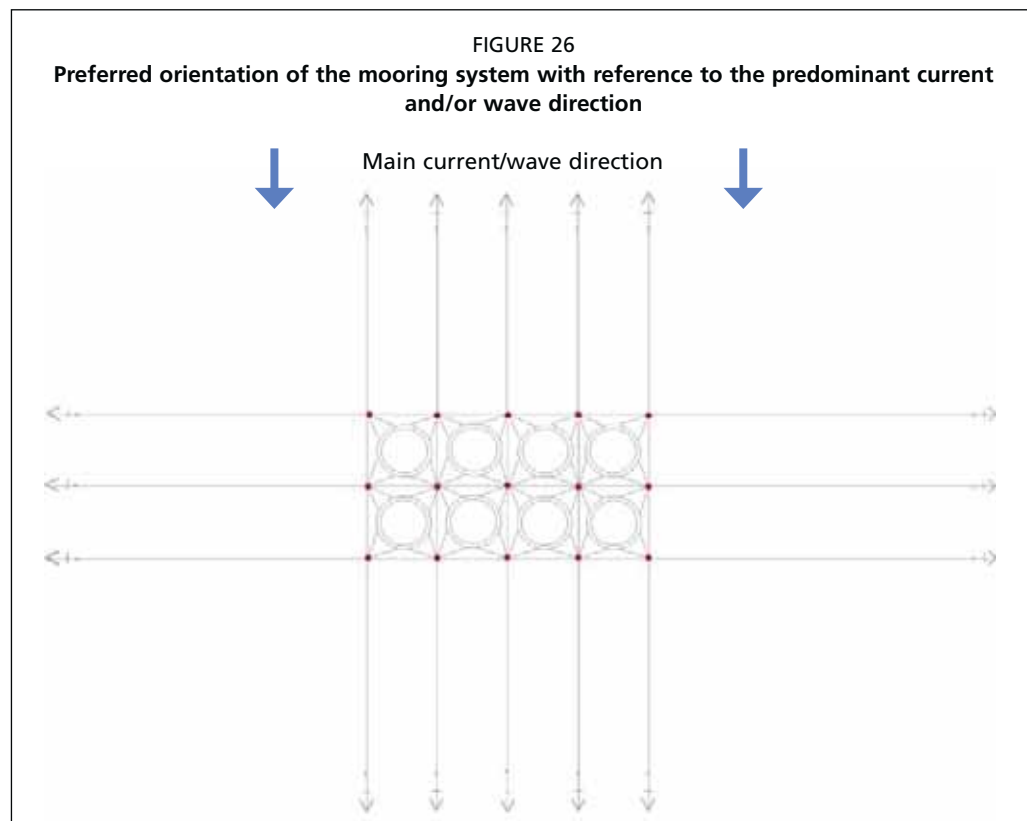 FIGURE 26
Preferred orientation of the mooring system with reference to the predominant current
and/or wave direction
Main current/wave direction